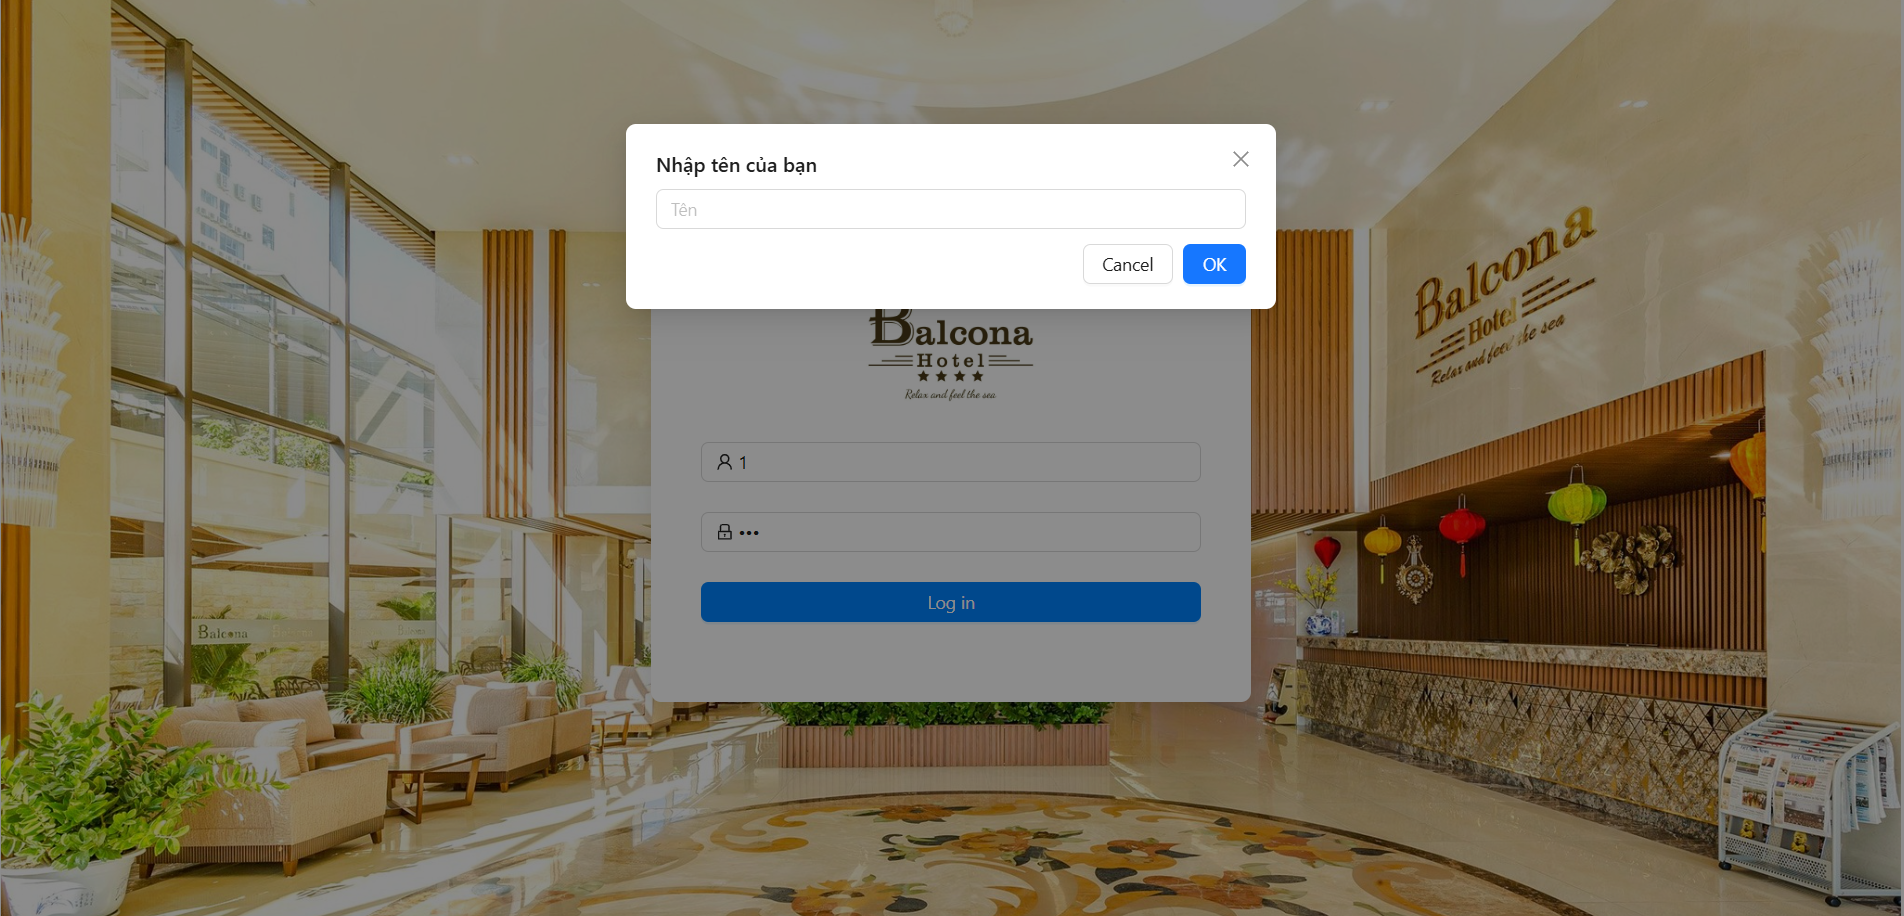 Nhập tên của bạn
Tên
Cancel
OK
Balcona
Hotel
Relax and feel the sea
1
•••
Log in
Balcona
Hotel
Relax and feel the sea
Balcona